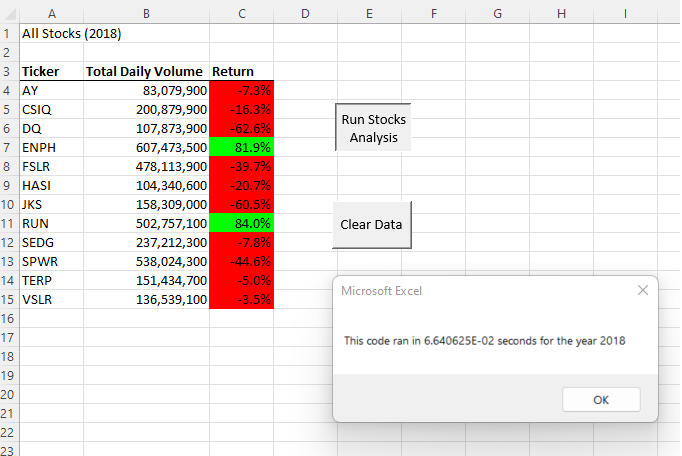 A B C D E F G H I
1 All Stocks (2018)
2
3 Ticker Total Daily Volume Return
4 AY 83,079,900 -7.3%
5 CSIQ 200,879,900 -16.3%
6 DQ 107,873,900 -62.6%
7 ENPH 607,473,500 81.9%
8 FSLR 478,113,900 -39.7%
9 HASI 104,340,600 -20.7%
10 JKS 158,309,000 -60.5%
11 RUN 502,757,100 84.0%
12 SEDG 237,212,300 -7.8%
13 SPWR 538,024,300 -44.6%
14 TERP 151,434,700 -5.0%
15 VSLR 136,539,100 -3.5%
16
17
18
19
20
21
22
23
Run Stocks
Analysis
Clear Data
Microsoft Excel
This code ran in 6.640625E-02 seconds for the year 2018
OK